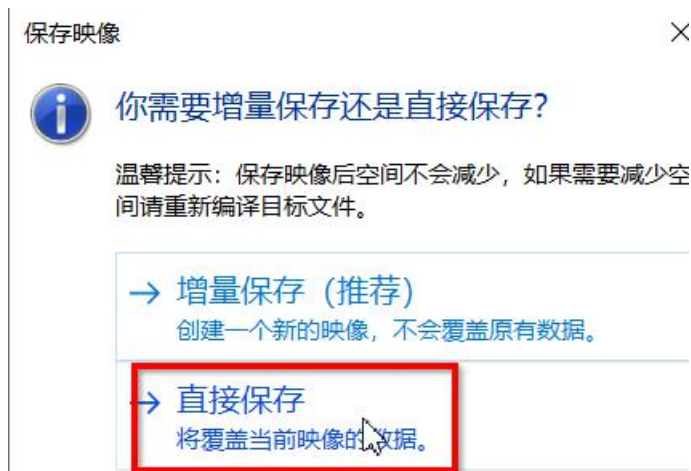 保存映像
你需要增量保存还是直接保存?
温馨提示：保存映像后空间不会减少，如果需要减少空
间请重新编译目标文件。
→ 增量保存（推荐）
创建一个新的映像，不会覆盖原有数据。
→ 直接保存
将覆盖当前映像的数据。